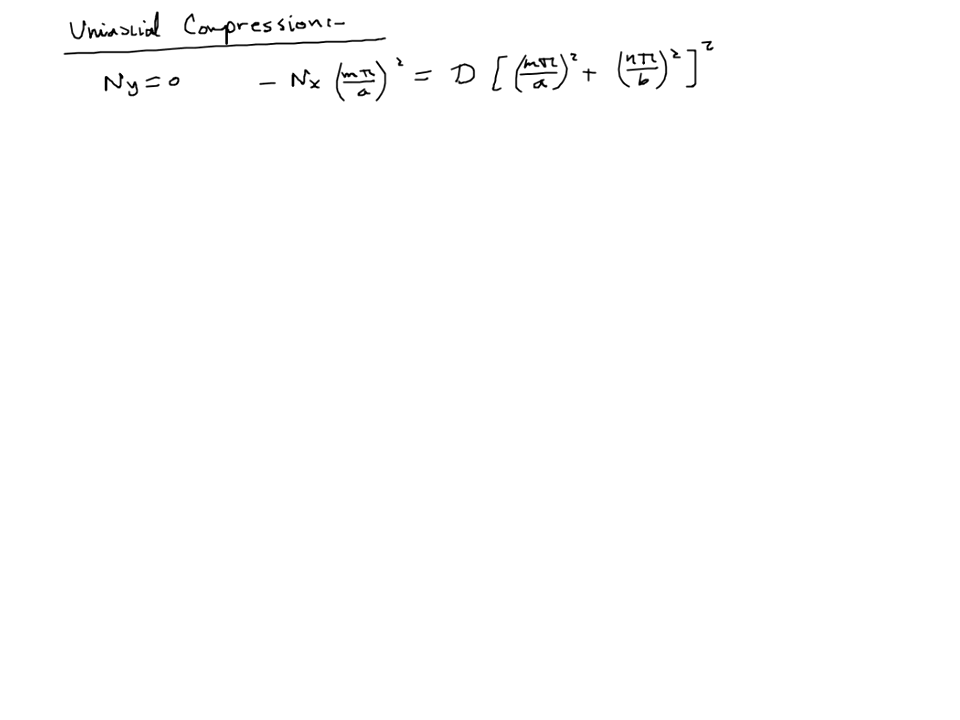 Uniaxial Compression:-
Ny = 0 - Nx (mπ/a)² = D [(mπ/a)² + (nπ/b)²]²